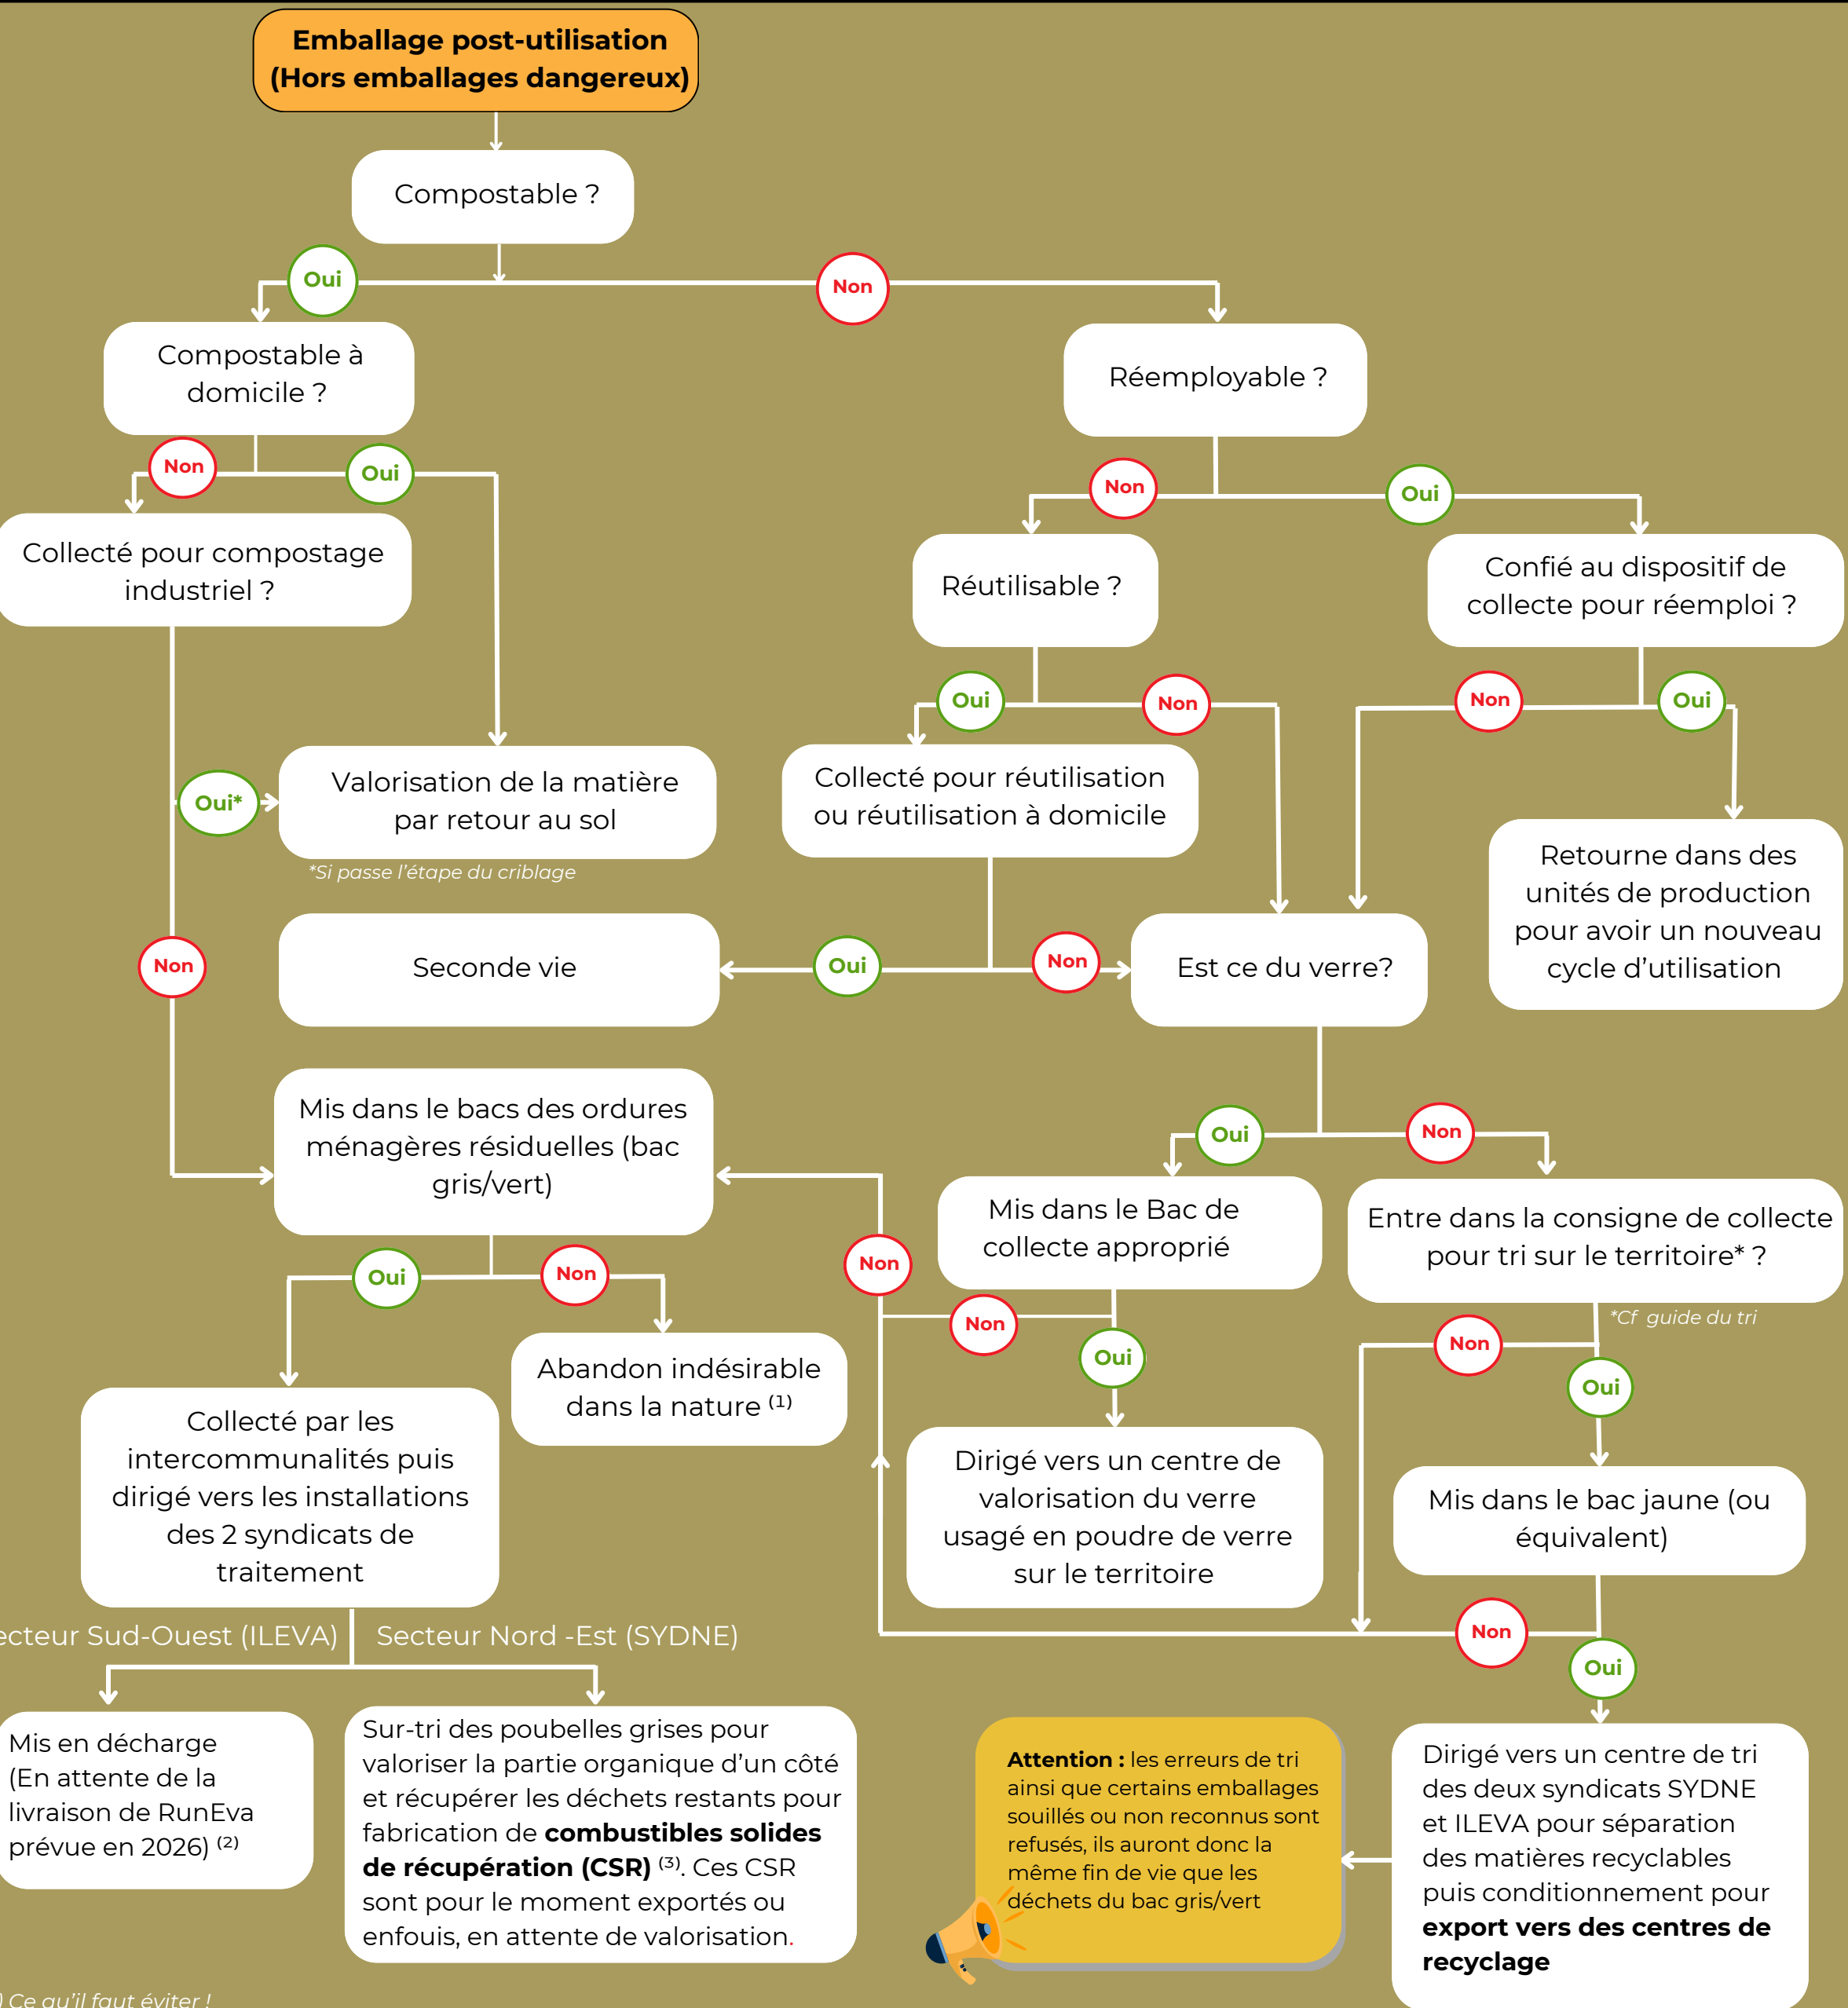 Emballage post-utilisation
(Hors emballages dangereux)
Compostable ?
Oui
Non
Compostable à
domicile ?
Réemployable ?
Non
Oui
Non
Oui
Collecté pour compostage
industriel ?
Réutilisable ?
Confié au dispositif de
collecte pour réemploi ?
Oui
Non
Non
Oui
Oui*
Valorisation de la matière
par retour au sol
*Si passe l'étape du criblage
Collecté pour réutilisation
ou réutilisation à domicile
Retourne dans des
unités de production
pour avoir un nouveau
cycle d'utilisation
Non
Seconde vie
Oui
Non
Est ce du verre?
Mis dans le bacs des ordures
ménagères résiduelles (bac
gris/vert)
Oui
Non
Mis dans le Bac de
collecte approprié
Entre dans la consigne de collecte
pour tri sur le territoire* ?
*Cf guide du tri
Oui
Non
Non
Non
Oui
Non
Oui
Abandon indésirable
dans la nature ⁽¹⁾
Collecté par les
intercommunalités puis
dirigé vers les installations
des 2 syndicats de
traitement
Dirigé vers un centre de
valorisation du verre
usagé en poudre de verre
sur le territoire
Mis dans le bac jaune (ou
équivalent)
Non
Oui
ecteur Sud-Ouest (ILEVA)
Secteur Nord -Est (SYDNE)
Mis en décharge
(En attente de la
livraison de RunEva
prévue en 2026) ⁽²⁾
Sur-tri des poubelles grises pour
valoriser la partie organique d'un côté
et récupérer les déchets restants pour
fabrication de combustibles solides
de récupération (CSR) ⁽³⁾. Ces CSR
sont pour le moment exportés ou
enfouis, en attente de valorisation.
Attention : les erreurs de tri
ainsi que certains emballages
souillés ou non reconnus sont
refusés, ils auront donc la
même fin de vie que les
déchets du bac gris/vert
Dirigé vers un centre de tri
des deux syndicats SYDNE
et ILEVA pour séparation
des matières recyclables
puis conditionnement pour
export vers des centres de
recyclage
) Ce qu'il faut éviter !